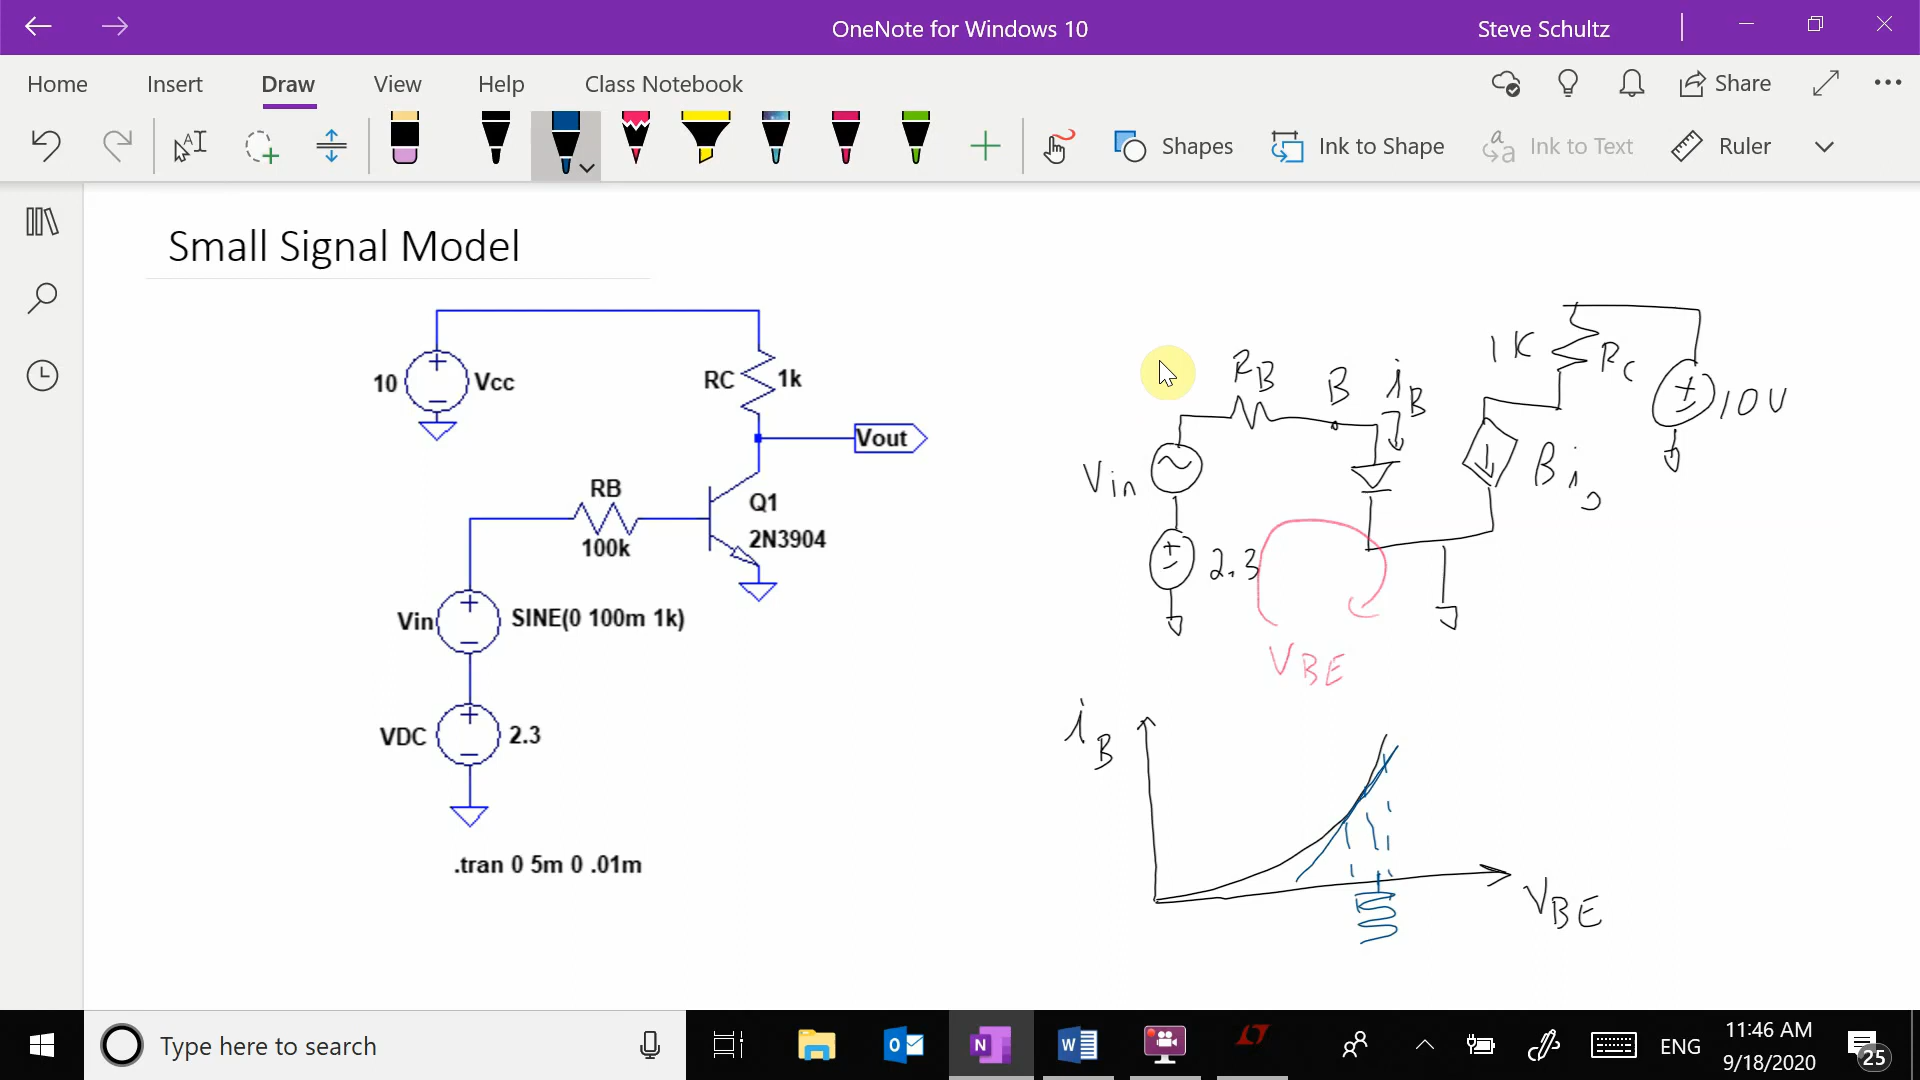 OneNote for Windows 10
Steve Schultz
Home Insert Draw View Help Class Notebook
Share
Shapes
Ink to Shape
Ink to Text
Ruler
Small Signal Model
10
Vcc
RC
1k
Vout
RB
100k
Q1
2N3904
Vin
SINE(0 100m 1k)
VDC
2.3
.tran 0 5m 0 .01m
RB
B
iB
1K
RC
10V
Vin
2.3
VBE
iB
VBE
Type here to search
ENG
11:46 AM
9/18/2020
25